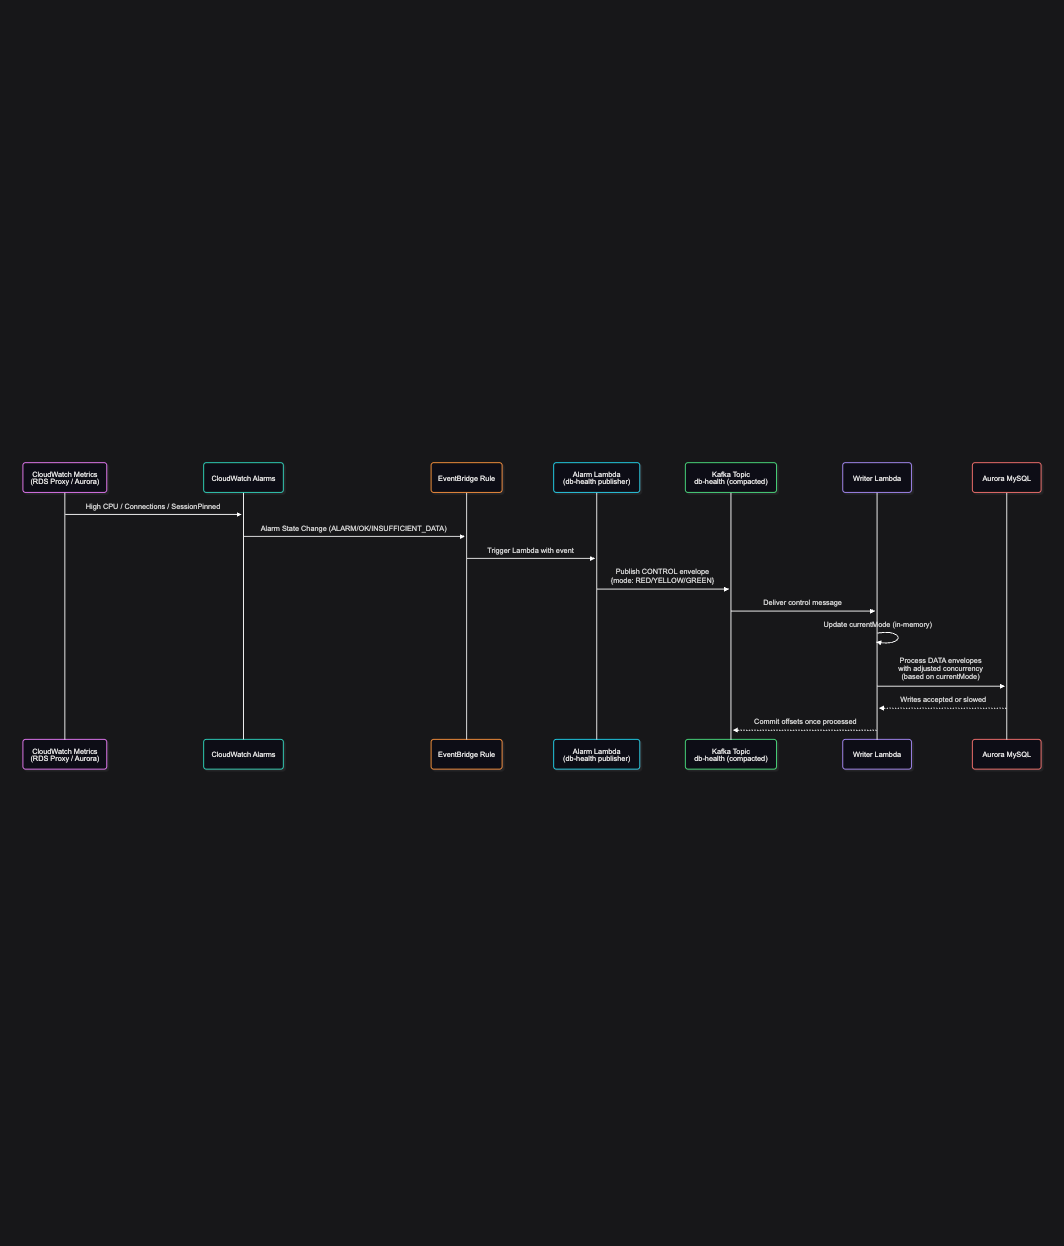 CloudWatch Metrics
(RDS Proxy / Aurora)
CloudWatch Alarms
EventBridge Rule
Alarm Lambda
(db-health publisher)
Kafka Topic
db-health (compacted)
Writer Lambda
Aurora MySQL
High CPU / Connections / SessionPinned
Alarm State Change (ALARM/OK/INSUFFICIENT_DATA)
Trigger Lambda with event
Publish CONTROL envelope
{mode: RED/YELLOW/GREEN}
Deliver control message
Update currentMode (in-memory)
Process DATA envelopes
with adjusted concurrency
(based on currentMode)
Writes accepted or slowed
Commit offsets once processed
CloudWatch Metrics
(RDS Proxy / Aurora)
CloudWatch Alarms
EventBridge Rule
Alarm Lambda
(db-health publisher)
Kafka Topic
db-health (compacted)
Writer Lambda
Aurora MySQL